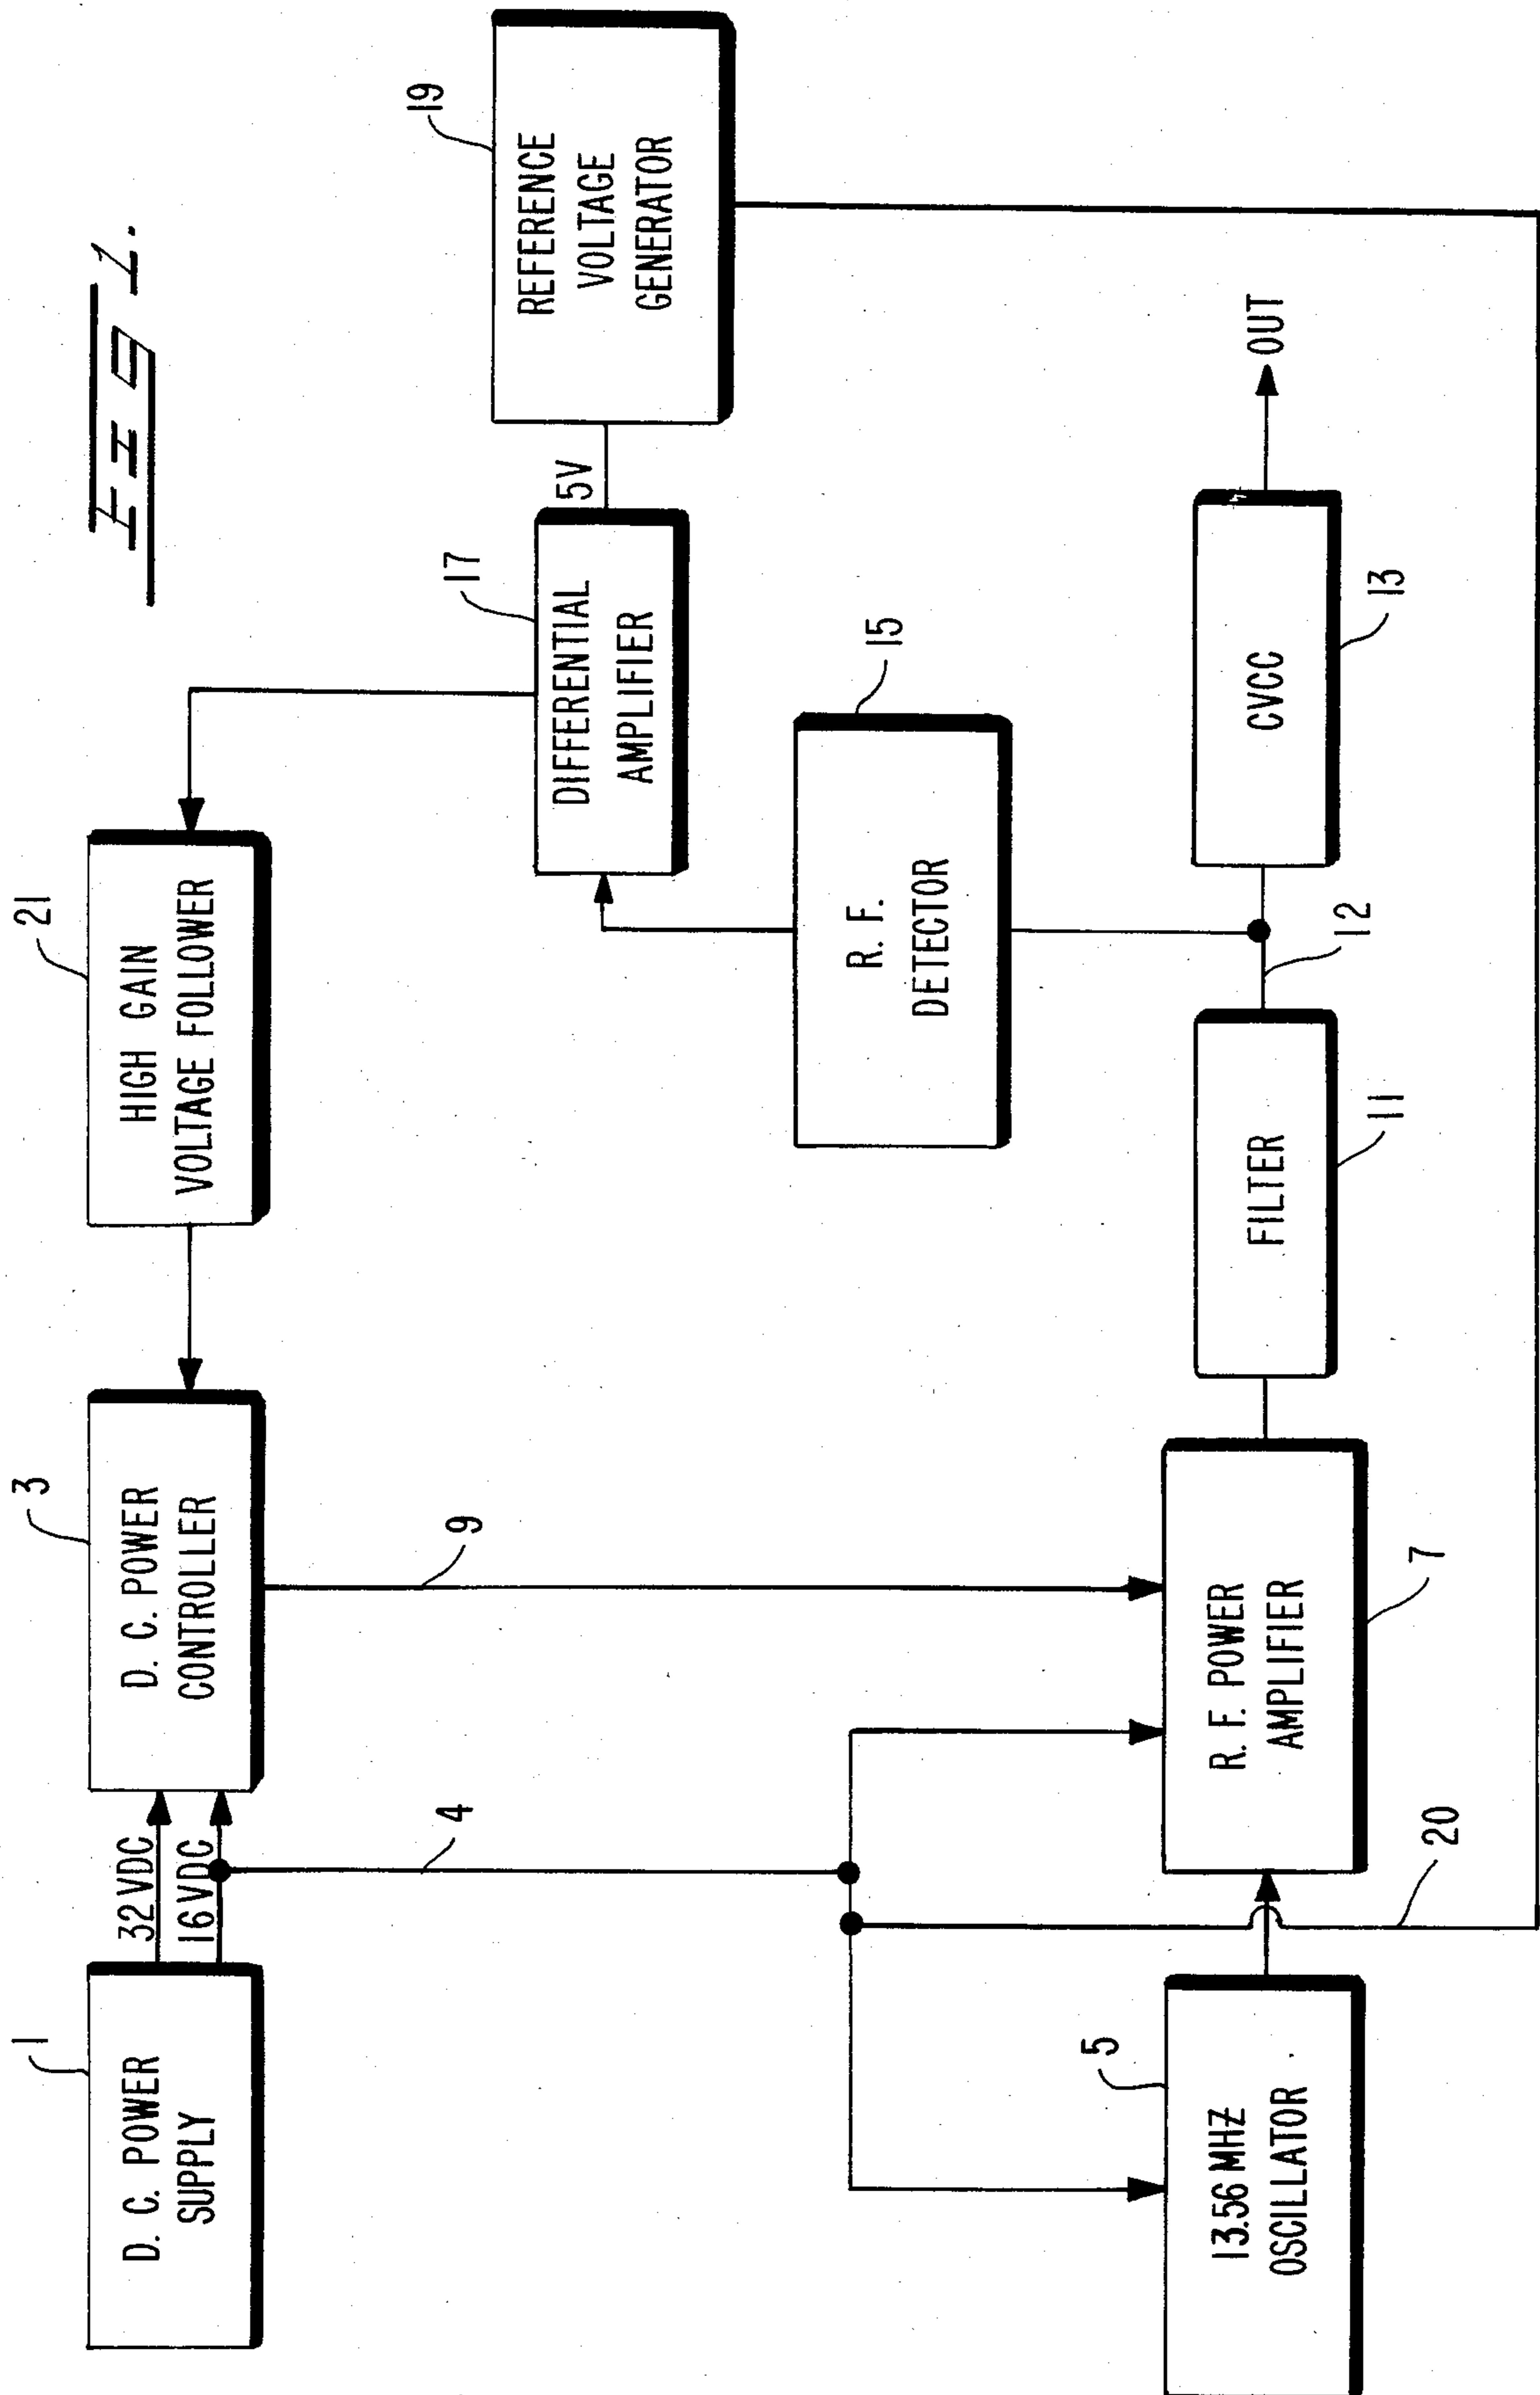 FIG 1.
1
D. C. POWER
SUPPLY
32 VDC
16 VDC
3
D. C. POWER
CONTROLLER
21
HIGH GAIN
VOLTAGE FOLLOWER
17
DIFFERENTIAL
AMPLIFIER
5V
19
REFERENCE
VOLTAGE
GENERATOR
4
9
15
R. F.
DETECTOR
5
13.56 MHZ
OSCILLATOR
20
R. F. POWER
AMPLIFIER
7
FILTER
11
12
CVCC
13
OUT